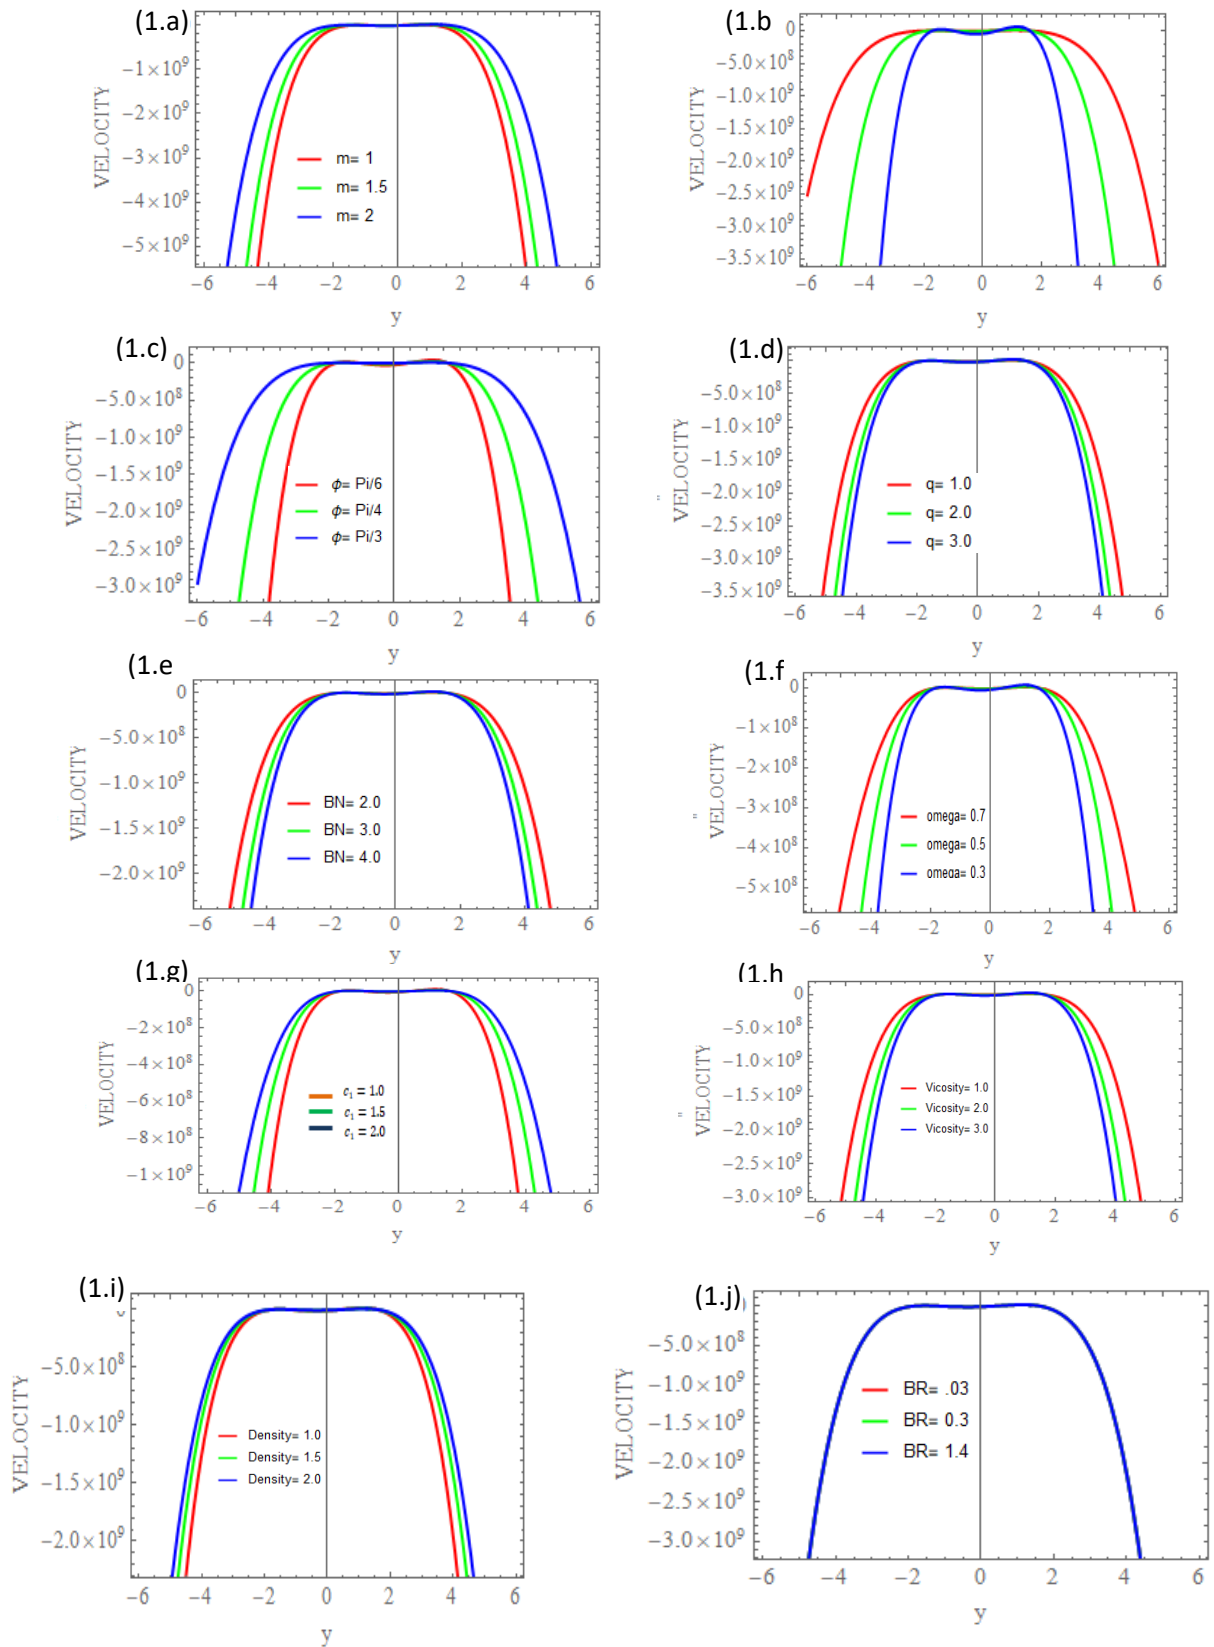 (1.a)
VELOCITY
0
−1×10⁹
−2×10⁹
−3×10⁹
−4×10⁹
−5×10⁹
m= 1
m= 1.5
m= 2
−6 −4 −2 0 2 4 6
y
(1.b
VELOCITY
0
−5.0×10⁸
−1.0×10⁹
−1.5×10⁹
−2.0×10⁹
−2.5×10⁹
−3.0×10⁹
−3.5×10⁹
−6 −4 −2 0 2 4 6
y
(1.c)
VELOCITY
0
−5.0×10⁸
−1.0×10⁹
−1.5×10⁹
−2.0×10⁹
−2.5×10⁹
−3.0×10⁹
ϕ= Pi/6
ϕ= Pi/4
ϕ= Pi/3
−6 −4 −2 0 2 4 6
y
(1.d)
VELOCITY
0
−5.0×10⁸
−1.0×10⁹
−1.5×10⁹
−2.0×10⁹
−2.5×10⁹
−3.0×10⁹
−3.5×10⁹
q= 1.0
q= 2.0
q= 3.0
−6 −4 −2 0 2 4 6
y
(1.e
VELOCITY
0
−5.0×10⁸
−1.0×10⁹
−1.5×10⁹
−2.0×10⁹
BN= 2.0
BN= 3.0
BN= 4.0
−6 −4 −2 0 2 4 6
y
(1.f
VELOCITY
0
−1×10⁸
−2×10⁸
−3×10⁸
−4×10⁸
−5×10⁸
omega= 0.7
omega= 0.5
omega= 0.3
−6 −4 −2 0 2 4 6
y
(1.g)
VELOCITY
0
−2×10⁸
−4×10⁸
−6×10⁸
−8×10⁸
−1×10⁹
c₁ = 1.0
c₁ = 1.5
c₁ = 2.0
−6 −4 −2 0 2 4 6
y
(1.h
VELOCITY
0
−5.0×10⁸
−1.0×10⁹
−1.5×10⁹
−2.0×10⁹
−2.5×10⁹
−3.0×10⁹
Vicosity= 1.0
Vicosity= 2.0
Vicosity= 3.0
−6 −4 −2 0 2 4 6
y
(1.i)
VELOCITY
−5.0×10⁸
−1.0×10⁹
−1.5×10⁹
−2.0×10⁹
Density= 1.0
Density= 1.5
Density= 2.0
−6 −4 −2 0 2 4 6
y
(1.j)
VELOCITY
−5.0×10⁸
−1.0×10⁹
−1.5×10⁹
−2.0×10⁹
−2.5×10⁹
−3.0×10⁹
BR= .03
BR= 0.3
BR= 1.4
−6 −4 −2 0 2 4 6
y